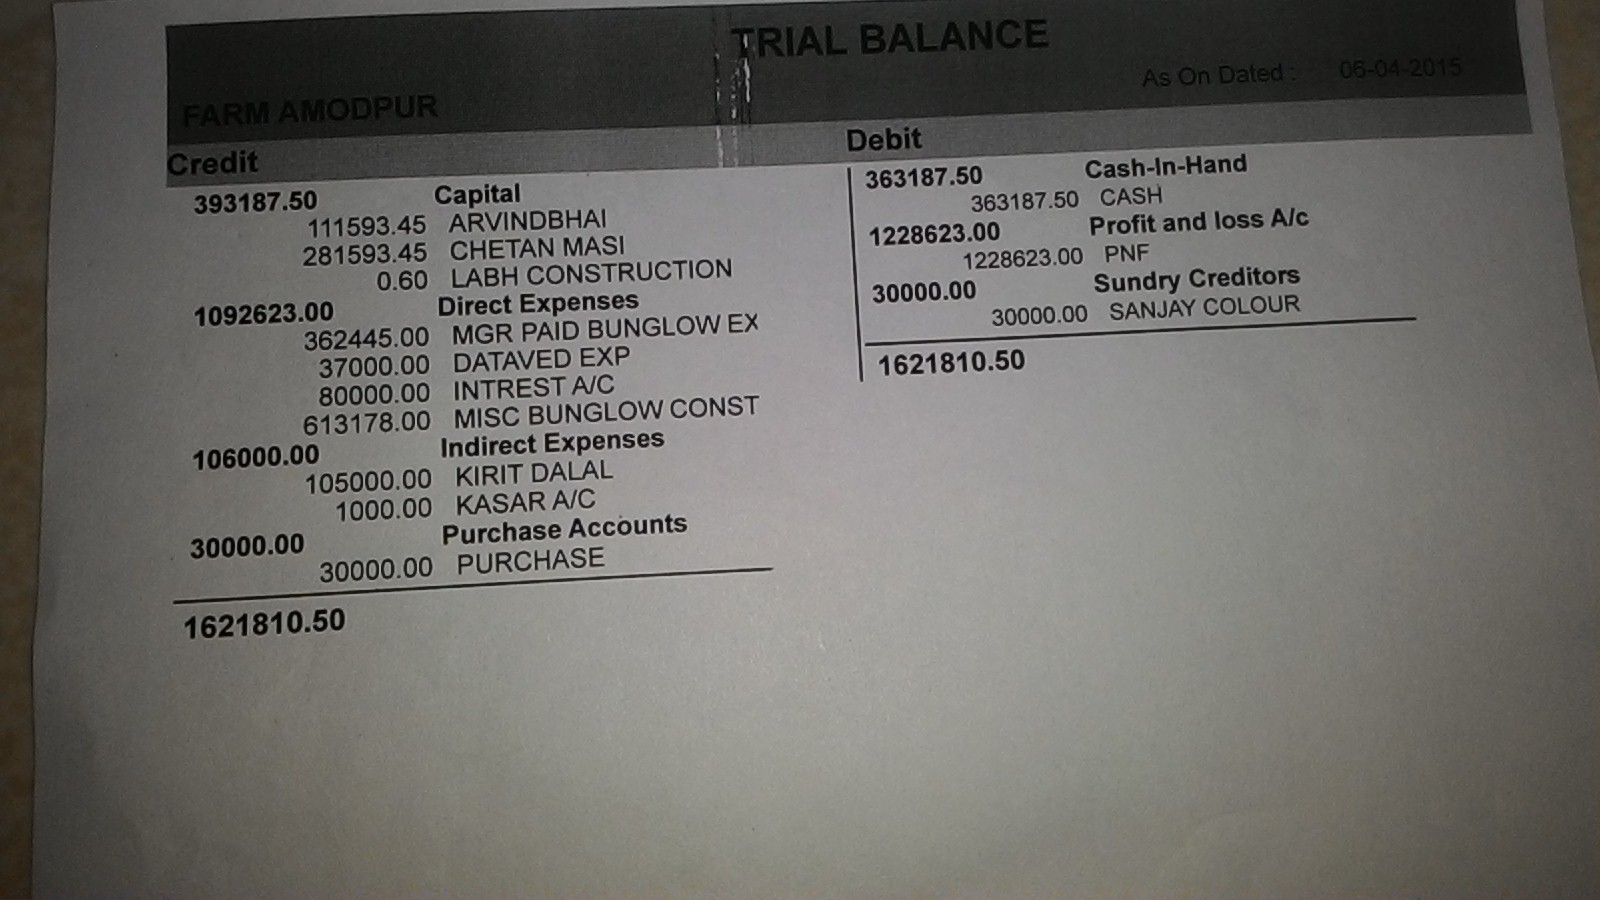 TRIAL BALANCE
As On Dated : 06-04-2015
FARM AMODPUR
Credit
393187.50 Capital
111593.45 ARVINDBHAI
281593.45 CHETAN MASI
0.60 LABH CONSTRUCTION
1092623.00 Direct Expenses
362445.00 MGR PAID BUNGLOW EX
37000.00 DATAVED EXP
80000.00 INTREST A/C
613178.00 MISC BUNGLOW CONST
106000.00 Indirect Expenses
105000.00 KIRIT DALAL
1000.00 KASAR A/C
30000.00 Purchase Accounts
30000.00 PURCHASE
1621810.50
Debit
363187.50 Cash-In-Hand
363187.50 CASH
1228623.00 Profit and loss A/c
1228623.00 PNF
30000.00 Sundry Creditors
30000.00 SANJAY COLOUR
1621810.50